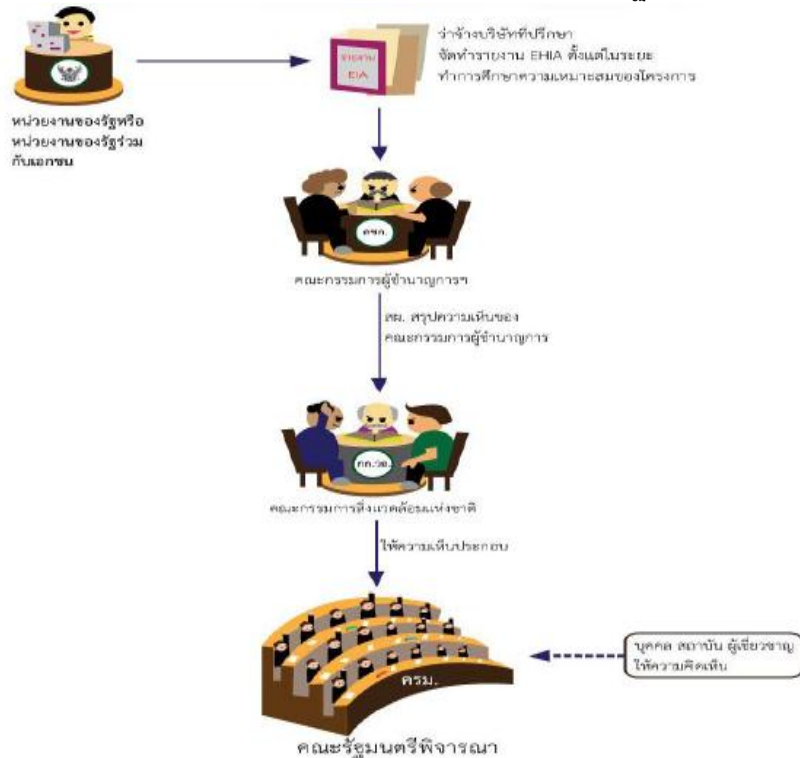 ว่าจ้างบริษัทที่ปรึกษา
จัดทำรายงาน EHIA ตั้งแต่ในระยะ
ทำการศึกษาความเหมาะสมของโครงการ
รายงาน
EIA
หน่วยงานของรัฐหรือ
หน่วยงานของรัฐร่วม
กับเอกชน
คชก.
คณะกรรมการผู้ชำนาญการฯ
สผ. สรุปความเห็นของ
คณะกรรมการผู้ชำนาญการ
กก.วล.
คณะกรรมการสิ่งแวดล้อมแห่งชาติ
ให้ความเห็นประกอบ
บุคคล สถาบัน ผู้เชี่ยวชาญ
ให้ความคิดเห็น
ครม.
คณะรัฐมนตรีพิจารณา